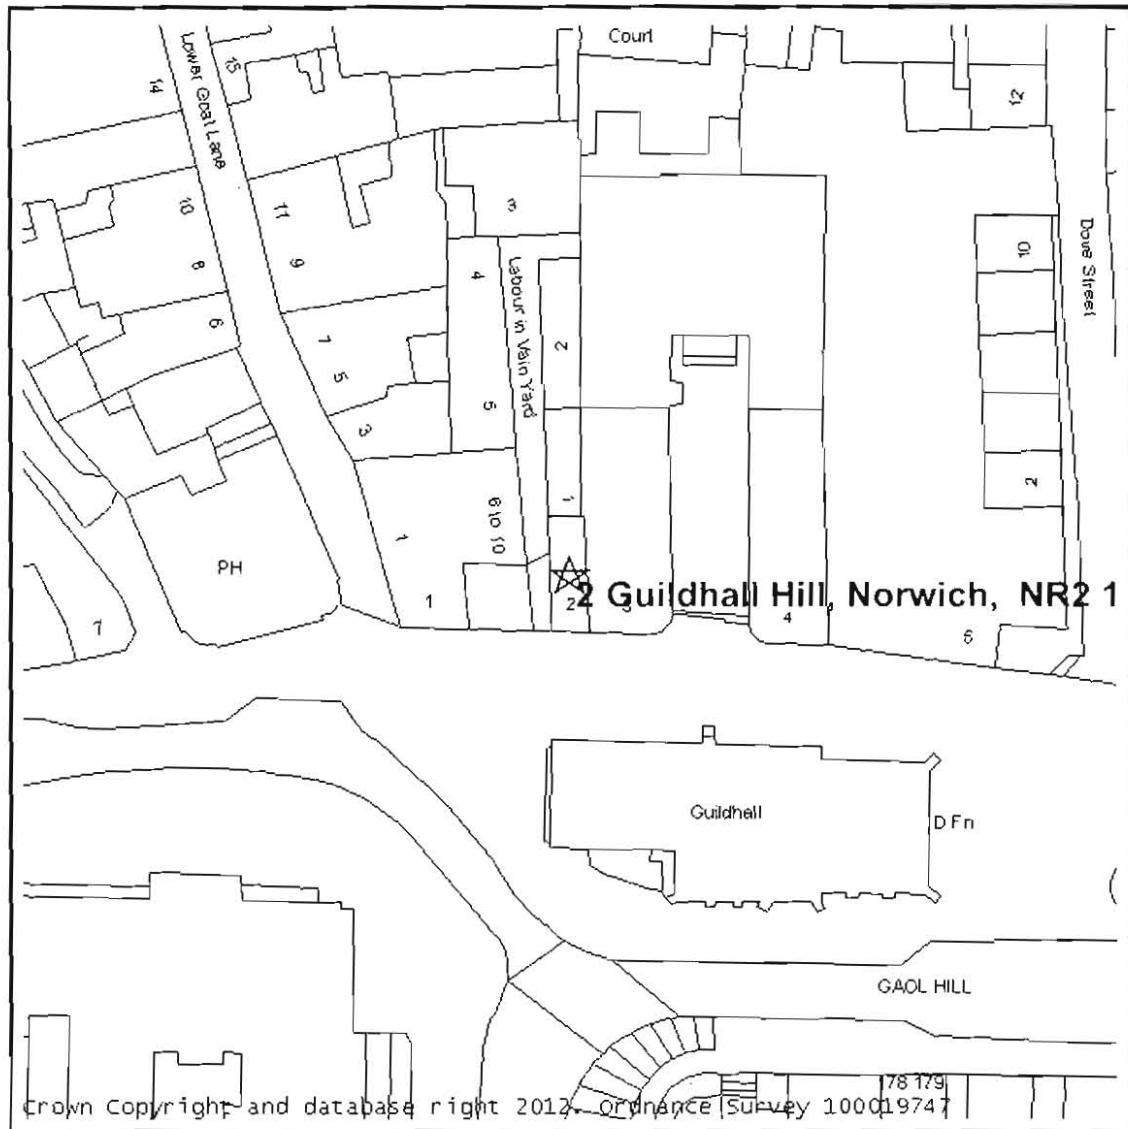 Court
Lower Goat Lane
15
14
12
10
11
3
9
8
4
Labour in Vain Yard
10
Dove Street
6
7
2
5
5
3
2
1
6 to 10
1
PH
2 Guildhall Hill, Norwich, NR2 1
1
2
3
4
7
5
Guildhall
D Fn
GAOL HILL
178 179
Crown Copyright and database right 2012. Ordnance Survey 100019747